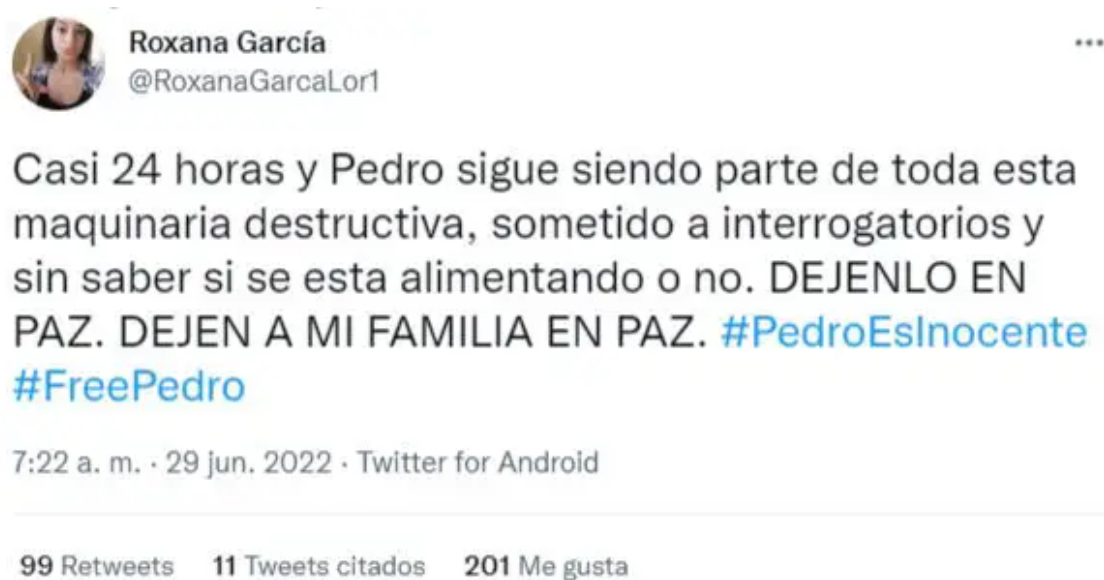 Roxana García
@RoxanaGarcaLor1
Casi 24 horas y Pedro sigue siendo parte de toda esta
maquinaria destructiva, sometido a interrogatorios y
sin saber si se esta alimentando o no. DEJENLO EN
PAZ. DEJEN A MI FAMILIA EN PAZ. #PedroEsInocente
#FreePedro
7:22 a. m. · 29 jun. 2022 · Twitter for Android
99 Retweets 11 Tweets citados 201 Me gusta